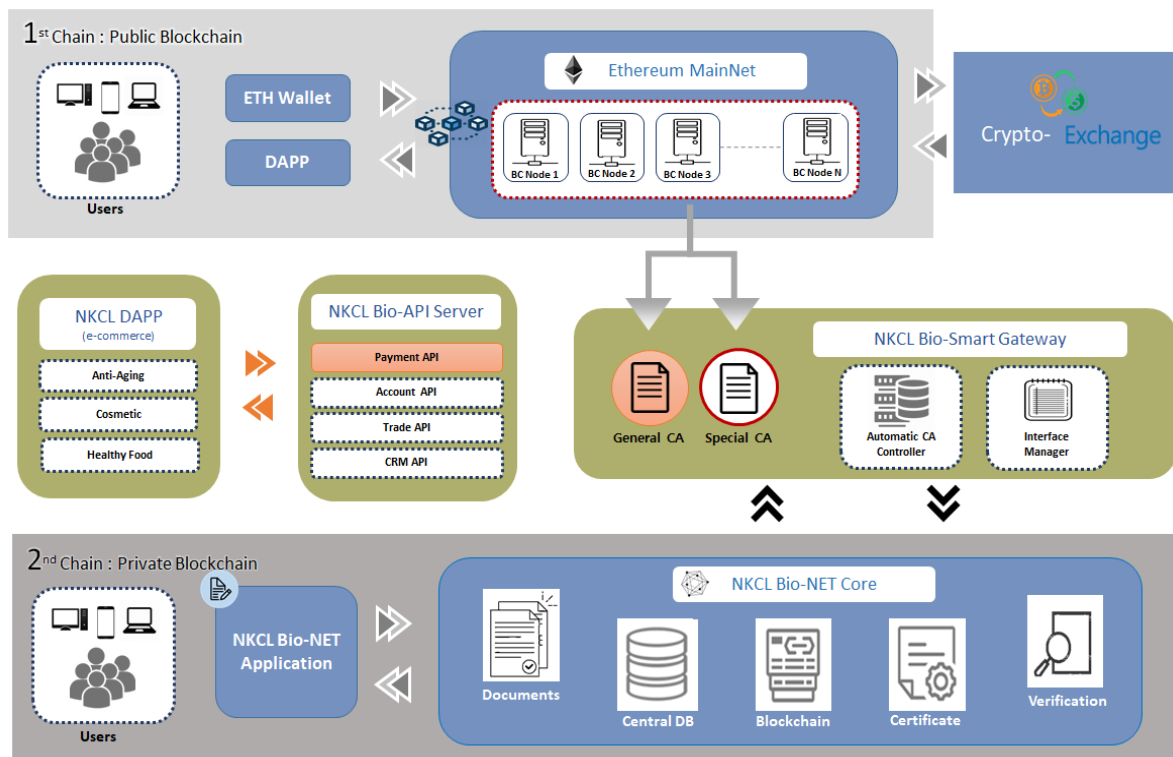 1st Chain : Public Blockchain
Users
ETH Wallet
DAPP
Ethereum MainNet
BC Node 1
BC Node 2
BC Node 3
BC Node N
Crypto- Exchange
NKCL DAPP
(e-commerce)
Anti-Aging
Cosmetic
Healthy Food
NKCL Bio-API Server
Payment API
Account API
Trade API
CRM API
NKCL Bio-Smart Gateway
General CA
Special CA
Automatic CA
Controller
Interface
Manager
2nd Chain : Private Blockchain
Users
NKCL Bio-NET
Application
NKCL Bio-NET Core
Documents
Central DB
Blockchain
Certificate
Verification